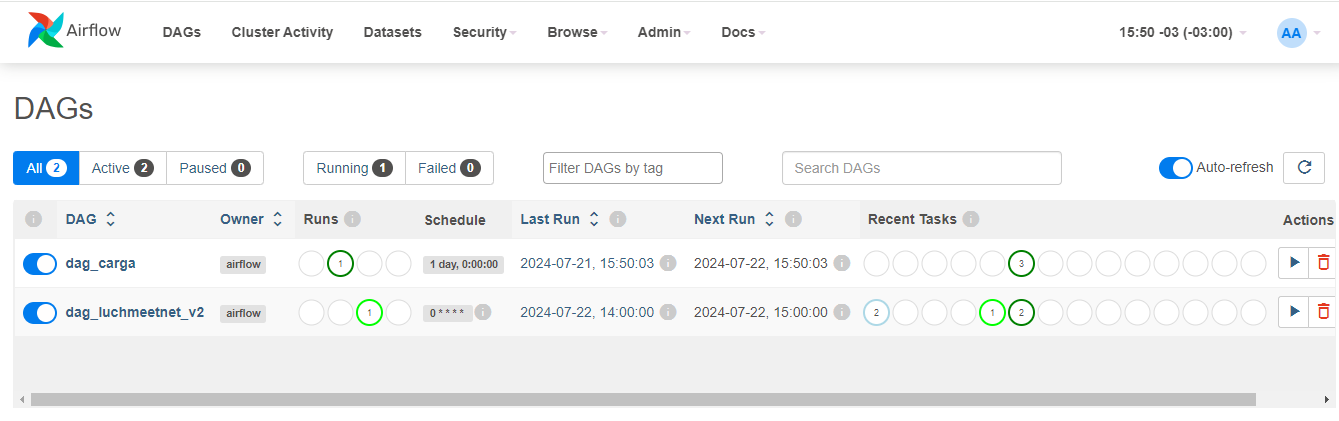 Airflow DAGs Cluster Activity Datasets Security Browse Admin Docs 15:50 -03 (-03:00) AA
DAGs
All 2 Active 2 Paused 0 Running 1 Failed 0 Filter DAGs by tag Search DAGs Auto-refresh
DAG Owner Runs Schedule Last Run Next Run Recent Tasks Actions
dag_carga airflow 1 1 day, 0:00:00 2024-07-21, 15:50:03 2024-07-22, 15:50:03 3
dag_luchmeetnet_v2 airflow 1 0 * * * * 2024-07-22, 14:00:00 2024-07-22, 15:00:00 2 1 2